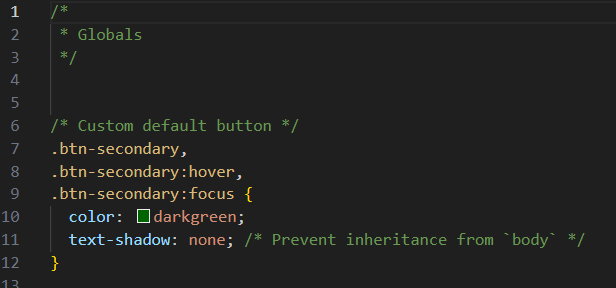 1 /*
2  * Globals
3  */
4
5
6 /* Custom default button */
7 .btn-secondary,
8 .btn-secondary:hover,
9 .btn-secondary:focus {
10   color: darkgreen;
11   text-shadow: none; /* Prevent inheritance from `body` */
12 }
13